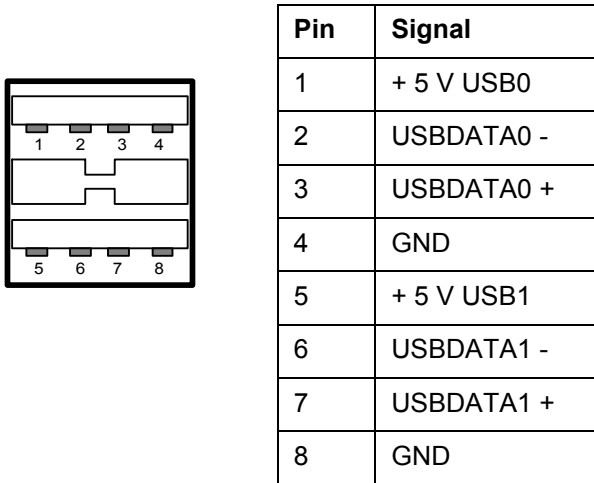 1 2 3 4
5 6 7 8
Pin Signal
1 + 5 V USB0
2 USBDATA0 -
3 USBDATA0 +
4 GND
5 + 5 V USB1
6 USBDATA1 -
7 USBDATA1 +
8 GND